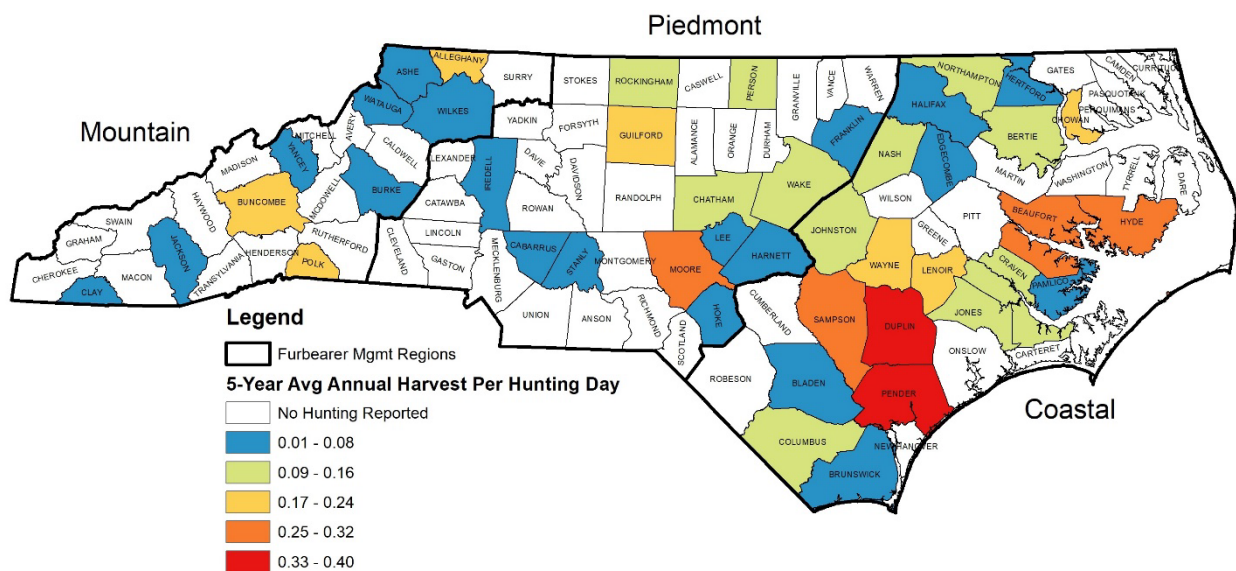 Piedmont
Mountain
Coastal
ALLEGHANY
ASHE
SURRY
STOKES
ROCKINGHAM
CASWELL
PERSON
GRANVILLE
VANCE
WARREN
NORTHAMPTON
HERTFORD
GATES
CAMDEN
CURRITUCK
PASQUOTANK
PERQUIMANS
CHOWAN
WATAUGA
WILKES
YADKIN
FORSYTH
GUILFORD
ALAMANCE
ORANGE
DURHAM
FRANKLIN
HALIFAX
BERTIE
NASH
EDGECOMBE
MARTIN
WASHINGTON
TYRRELL
DARE
MITCHELL
AVERY
CALDWELL
ALEXANDER
IREDELL
DAVIE
DAVIDSON
RANDOLPH
CHATHAM
WAKE
WILSON
PITT
BEAUFORT
HYDE
MADISON
YANCEY
BURKE
CATAWBA
ROWAN
JOHNSTON
GREENE
HAYWOOD
BUNCOMBE
MCDOWELL
LINCOLN
LEE
HARNETT
WAYNE
LENOIR
CRAVEN
PAMLICO
SWAIN
RUTHERFORD
CLEVELAND
GASTON
MECKLENBURG
CABARRUS
STANLY
MONTGOMERY
MOORE
GRAHAM
JACKSON
HENDERSON
POLK
CHEROKEE
MACON
TRANSYLVANIA
CLAY
UNION
ANSON
RICHMOND
SCOTLAND
HOKE
CUMBERLAND
SAMPSON
DUPLIN
JONES
ONSLOW
CARTERET
ROBESON
BLADEN
PENDER
COLUMBUS
NEW HANOVER
BRUNSWICK
Legend
Furbearer Mgmt Regions
5-Year Avg Annual Harvest Per Hunting Day
No Hunting Reported
0.01 - 0.08
0.09 - 0.16
0.17 - 0.24
0.25 - 0.32
0.33 - 0.40